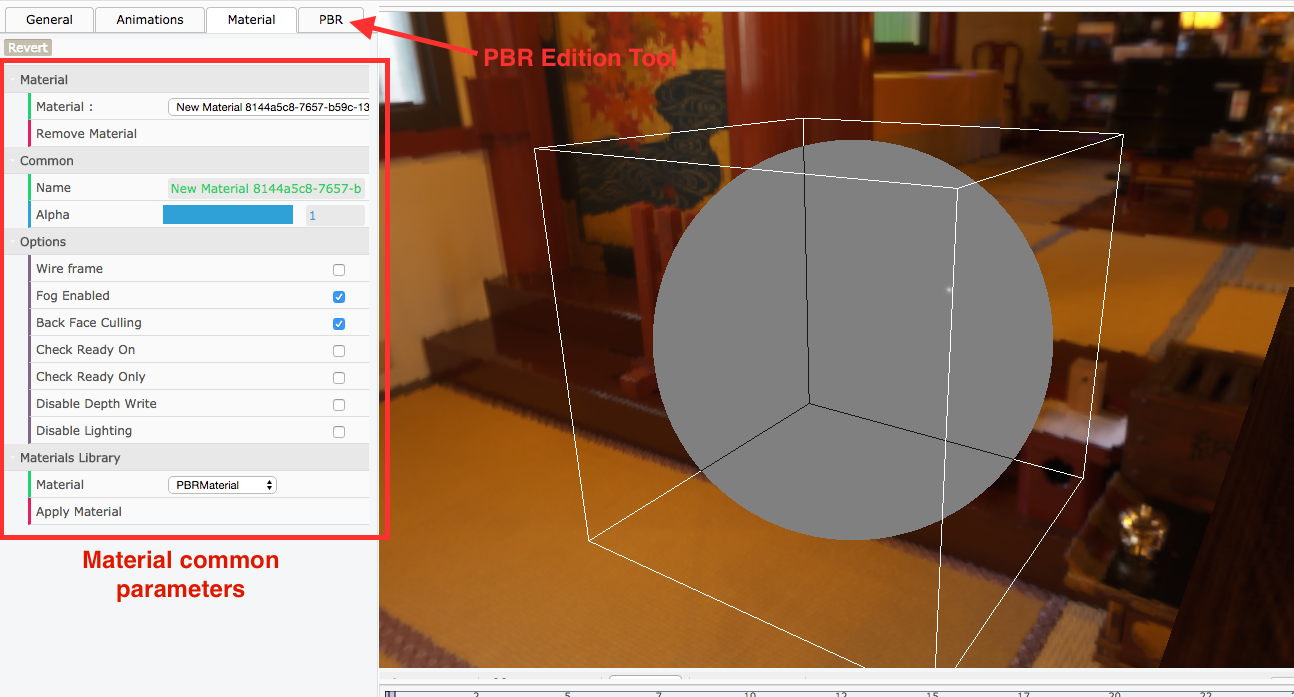 General Animations Material PBR
Revert
PBR Edition Tool
Material
Material : New Material 8144a5c8-7657-b59c-13
Remove Material
Common
Name New Material 8144a5c8-7657-b
Alpha 1
Options
Wire frame
Fog Enabled
Back Face Culling
Check Ready On
Check Ready Only
Disable Depth Write
Disable Lighting
Materials Library
Material PBRMaterial
Apply Material
Material common
parameters
2 5 7 10 12 15 17 20 22